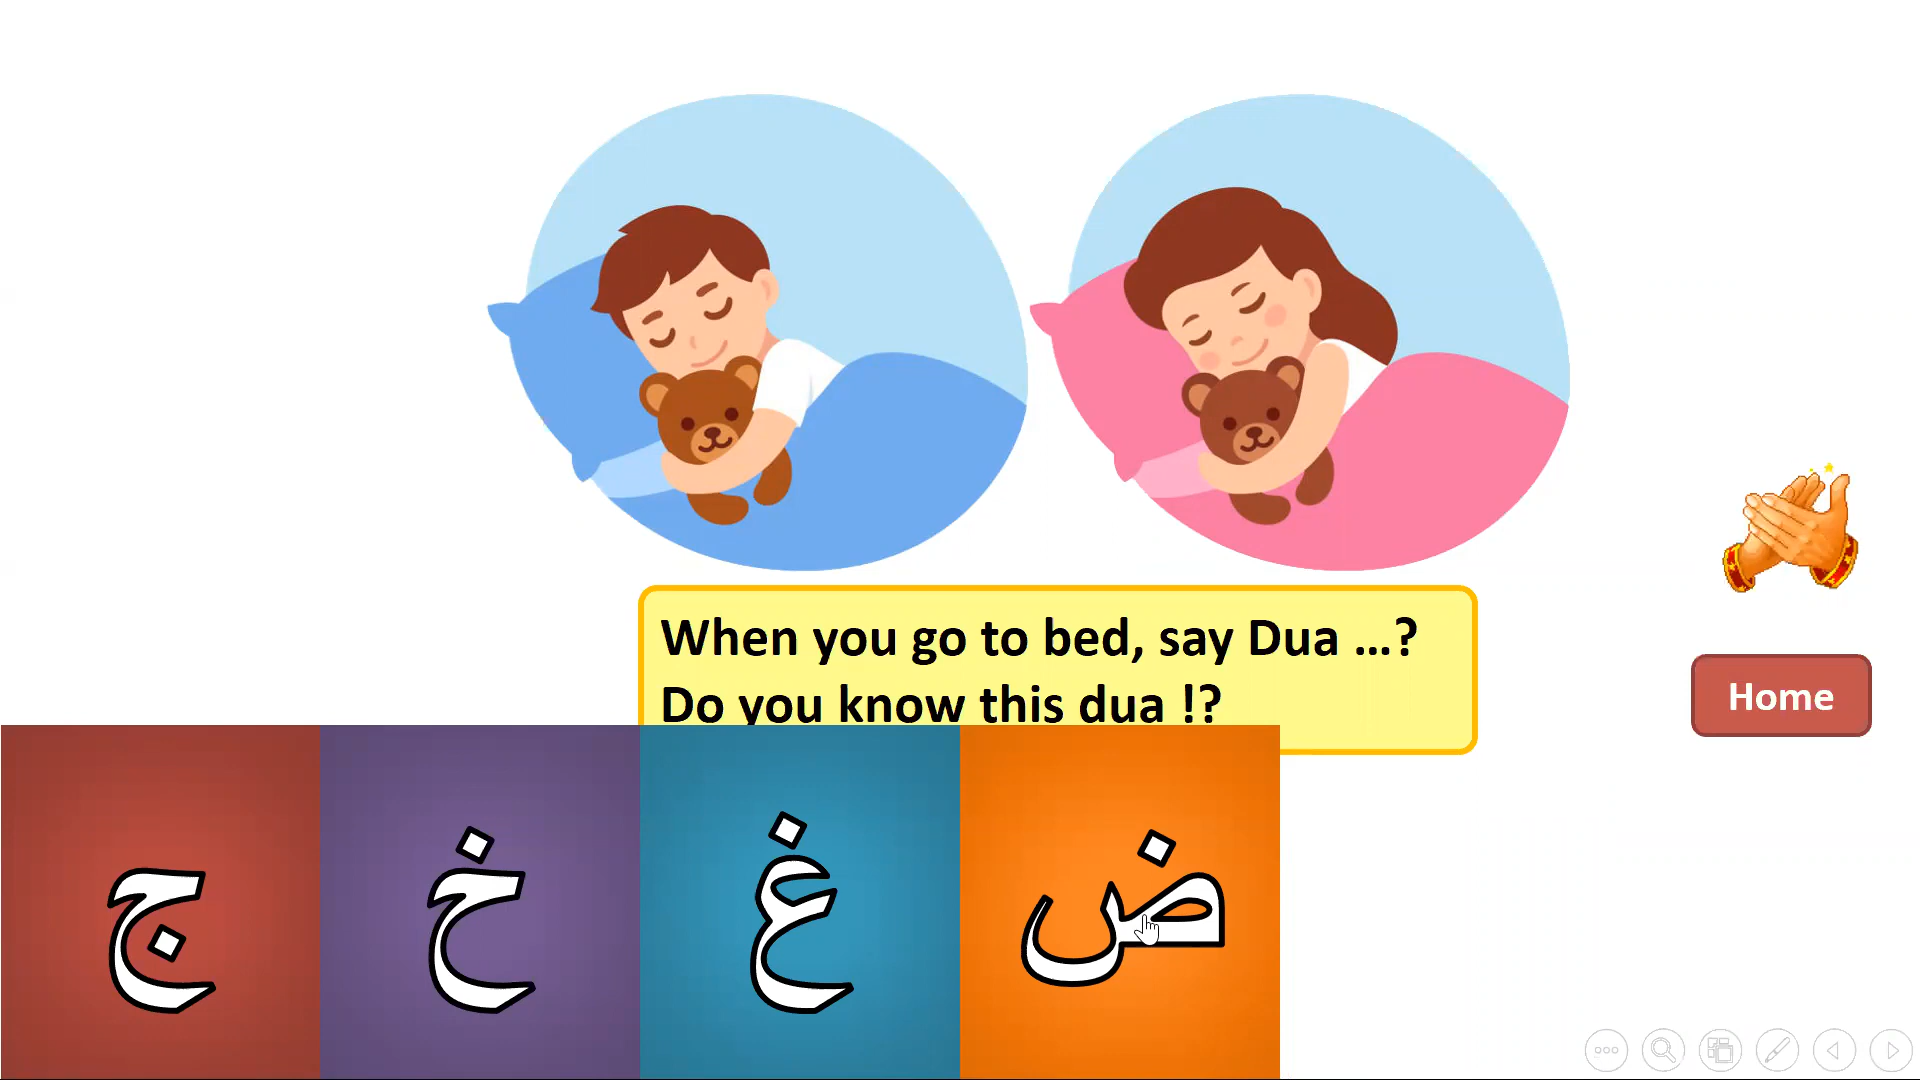 When you go to bed, say Dua ...?
Do you know this dua !?
Home
ج خ غ ض